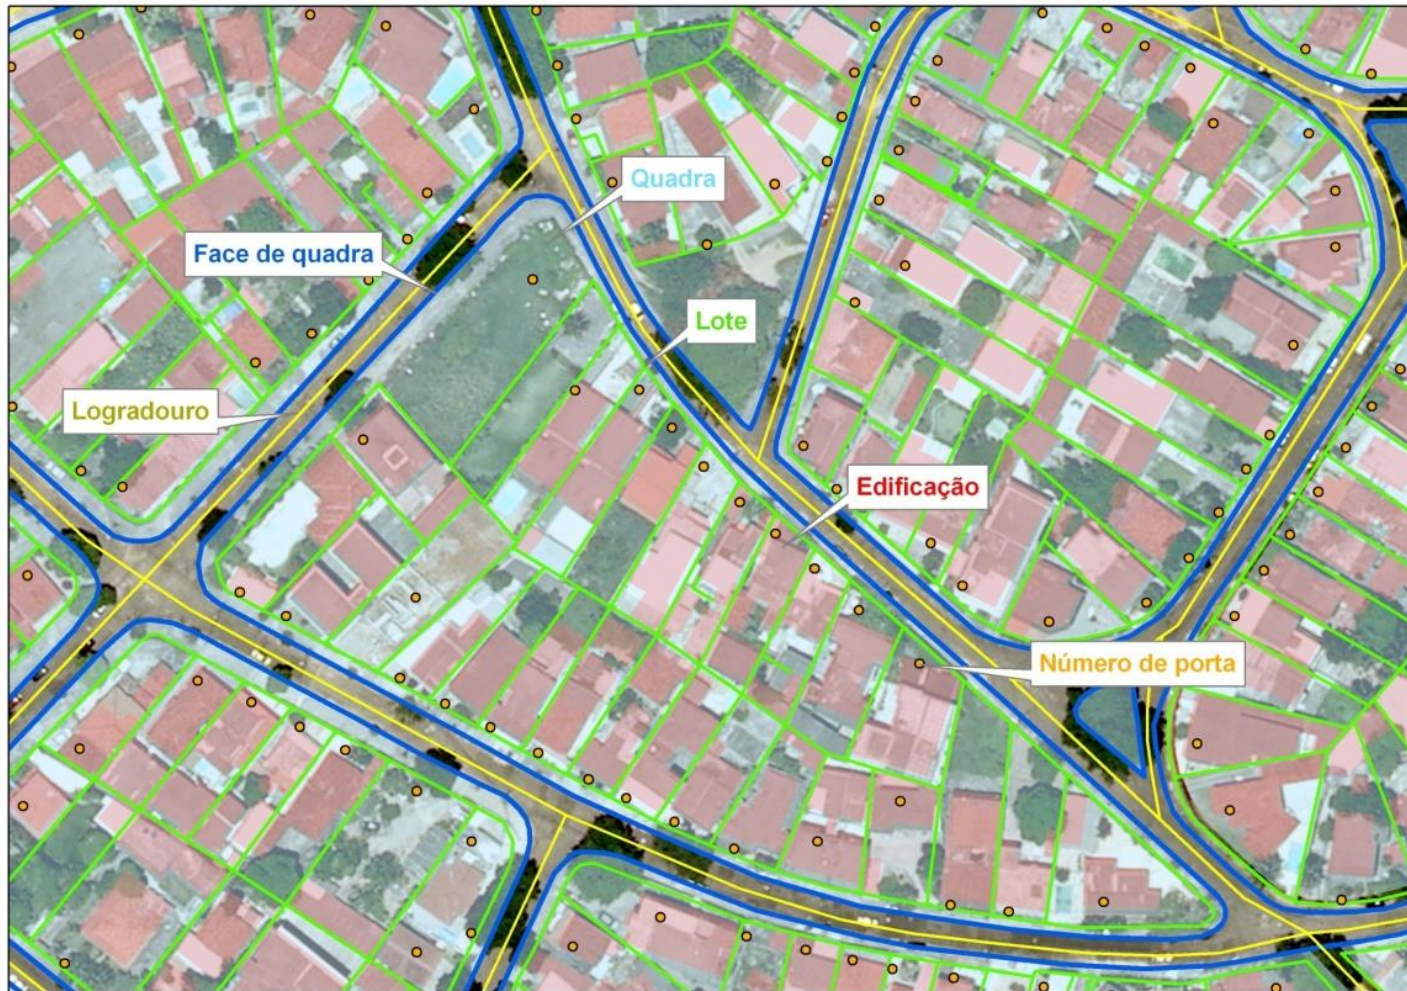 Quadra
Face de quadra
Lote
Logradouro
Edificação
Número de porta